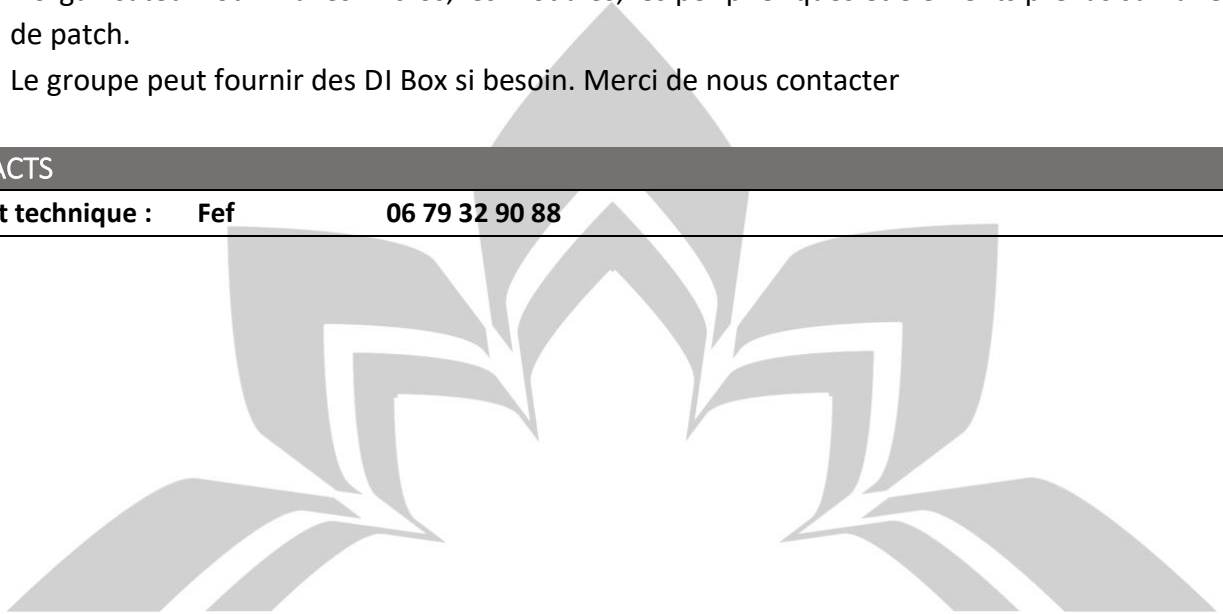 de patch.
Le groupe peut fournir des DI Box si besoin. Merci de nous contacter
ACTS
t technique : Fef 06 79 32 90 88